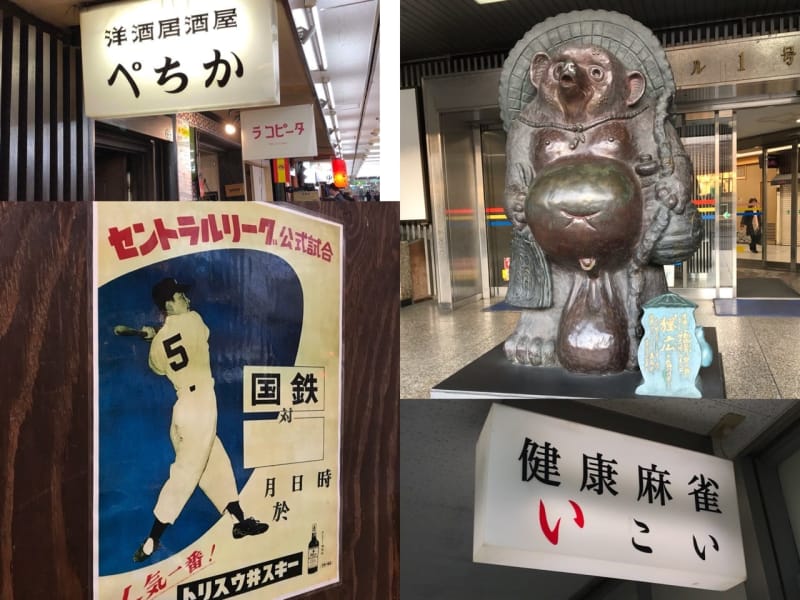 洋酒居酒屋
ぺちか
ラ コピータ
ル1号
セントラルリーグ公式試合
5
国鉄
対
月日時
於
人気一番!
トリスウ井スキー
健康麻雀
いこい